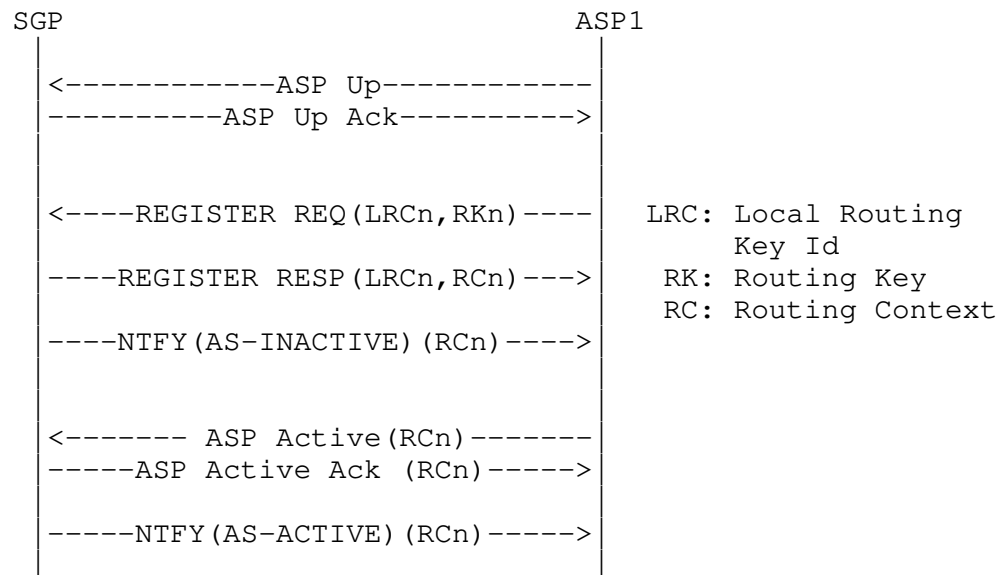 SGP ASP1
<------------ASP Up------------
----------ASP Up Ack---------->
<----REGISTER REQ(LRCn,RKn)---- LRC: Local Routing
Key Id
----REGISTER RESP(LRCn,RCn)---> RK: Routing Key
RC: Routing Context
----NTFY(AS-INACTIVE)(RCn)---->
<------- ASP Active(RCn)-------
-----ASP Active Ack (RCn)----->
-----NTFY(AS-ACTIVE)(RCn)----->